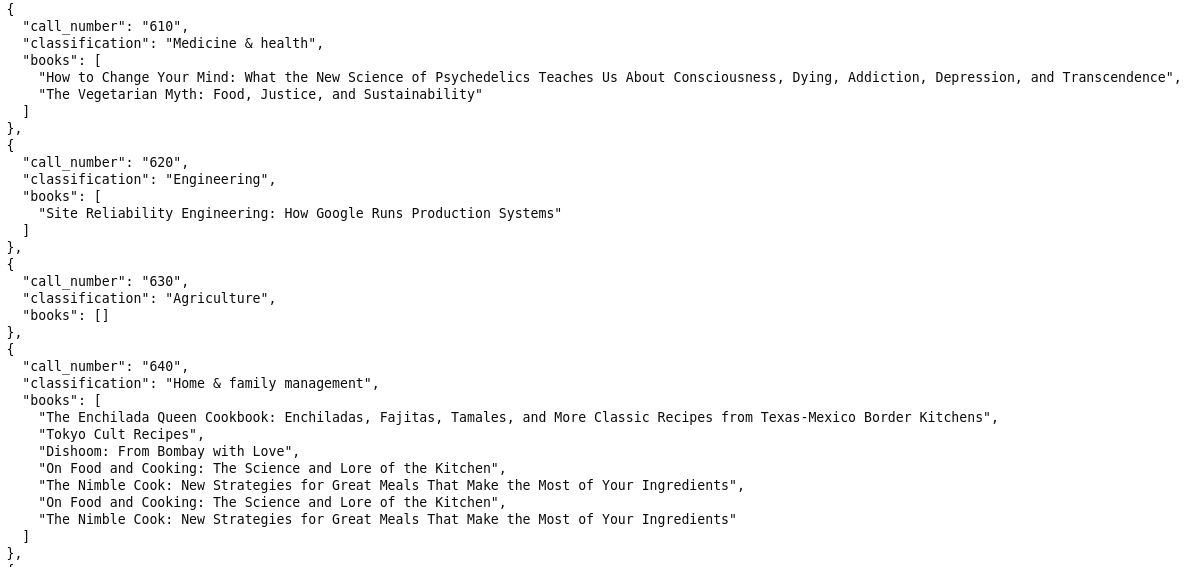 {
  "call_number": "610",
  "classification": "Medicine & health",
  "books": [
    "How to Change Your Mind: What the New Science of Psychedelics Teaches Us About Consciousness, Dying, Addiction, Depression, and Transcendence",
    "The Vegetarian Myth: Food, Justice, and Sustainability"
  ]
},
{
  "call_number": "620",
  "classification": "Engineering",
  "books": [
    "Site Reliability Engineering: How Google Runs Production Systems"
  ]
},
{
  "call_number": "630",
  "classification": "Agriculture",
  "books": []
},
{
  "call_number": "640",
  "classification": "Home & family management",
  "books": [
    "The Enchilada Queen Cookbook: Enchiladas, Fajitas, Tamales, and More Classic Recipes from Texas-Mexico Border Kitchens",
    "Tokyo Cult Recipes",
    "Dishoom: From Bombay with Love",
    "On Food and Cooking: The Science and Lore of the Kitchen",
    "The Nimble Cook: New Strategies for Great Meals That Make the Most of Your Ingredients",
    "On Food and Cooking: The Science and Lore of the Kitchen",
    "The Nimble Cook: New Strategies for Great Meals That Make the Most of Your Ingredients"
  ]
},